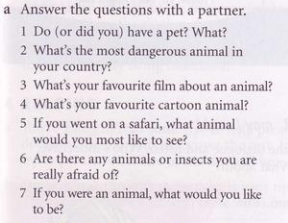 a Answer the questions with a partner.
1 Do (or did you) have a pet? What?
2 What's the most dangerous animal in
your country?
3 What's your favourite film about an animal?
4 What's your favourite cartoon animal?
5 If you went on a safari, what animal
would you most like to see?
6 Are there any animals or insects you are
really afraid of?
7 If you were an animal, what would you like
to be?